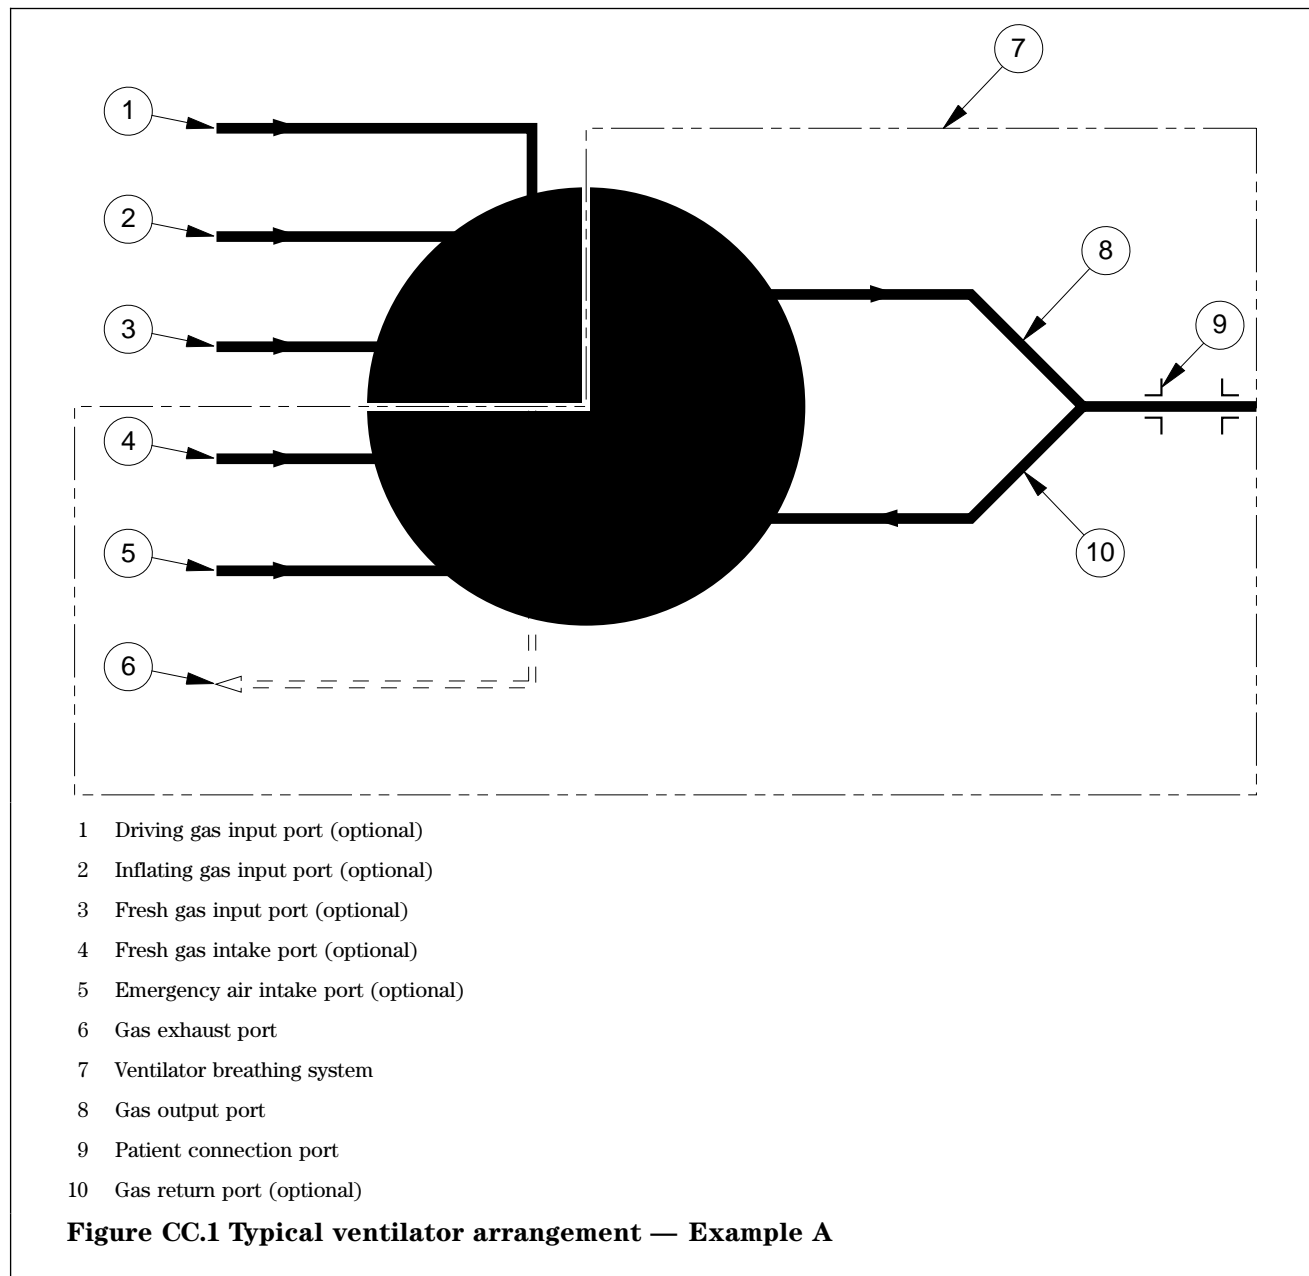 7
1
2
8
3
9
4
5
10
6
1 Driving gas input port (optional)
2 Inflating gas input port (optional)
3 Fresh gas input port (optional)
4 Fresh gas intake port (optional)
5 Emergency air intake port (optional)
6 Gas exhaust port
7 Ventilator breathing system
8 Gas output port
9 Patient connection port
10 Gas return port (optional)
Figure CC.1 Typical ventilator arrangement — Example A